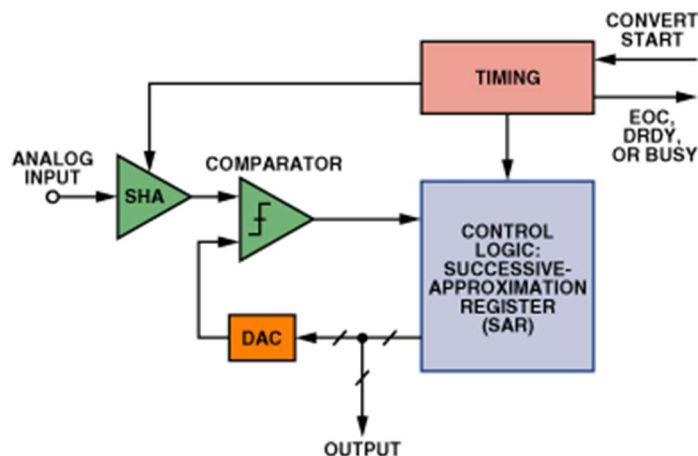 CONVERT
START
TIMING
EOC,
DRDY,
OR BUSY
ANALOG
INPUT
SHA
COMPARATOR
CONTROL
LOGIC:
SUCCESSIVE-
APPROXIMATION
REGISTER
(SAR)
DAC
OUTPUT